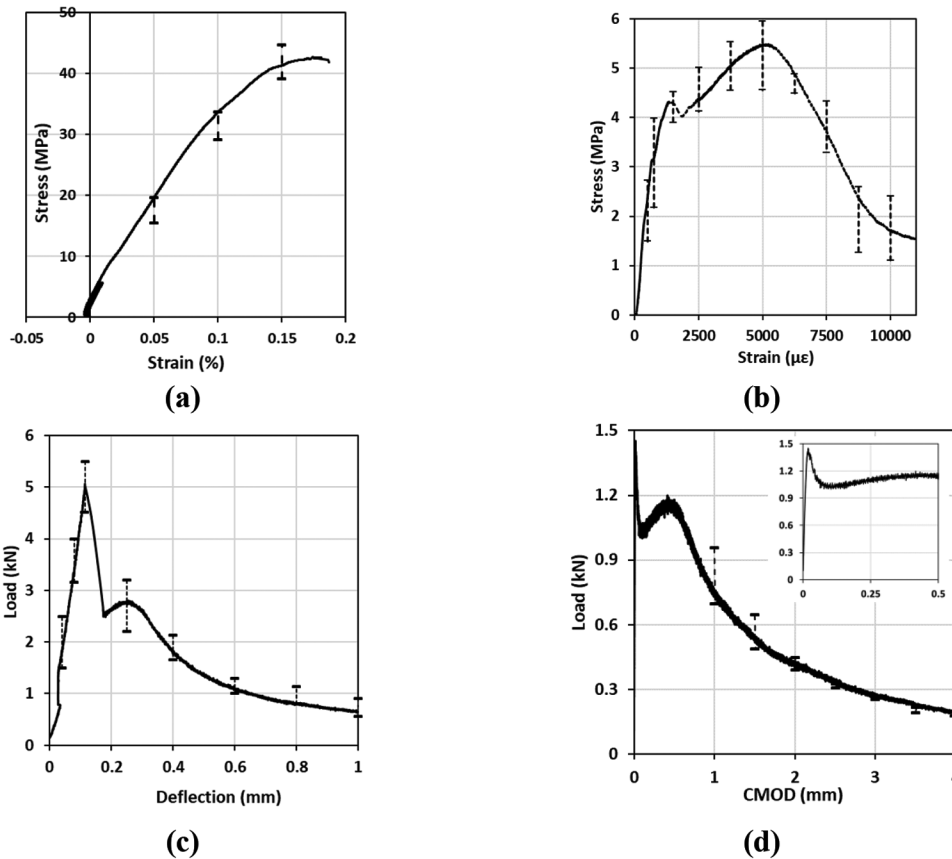 50
40
30
20
10
0
Stress (MPa)
-0.05 0 0.05 0.1 0.15 0.2
Strain (%)
(a)
6
5
4
3
2
1
0
Stress (MPa)
0 2500 5000 7500 10000
Strain (με)
(b)
6
5
4
3
2
1
0
Load (kN)
0 0.2 0.4 0.6 0.8 1
Deflection (mm)
(c)
1.5
1.2
0.9
0.6
0.3
0
Load (kN)
1.5
1.2
0.9
0.6
0.3
0
0 0.25 0.5
0 1 2 3
CMOD (mm)
(d)